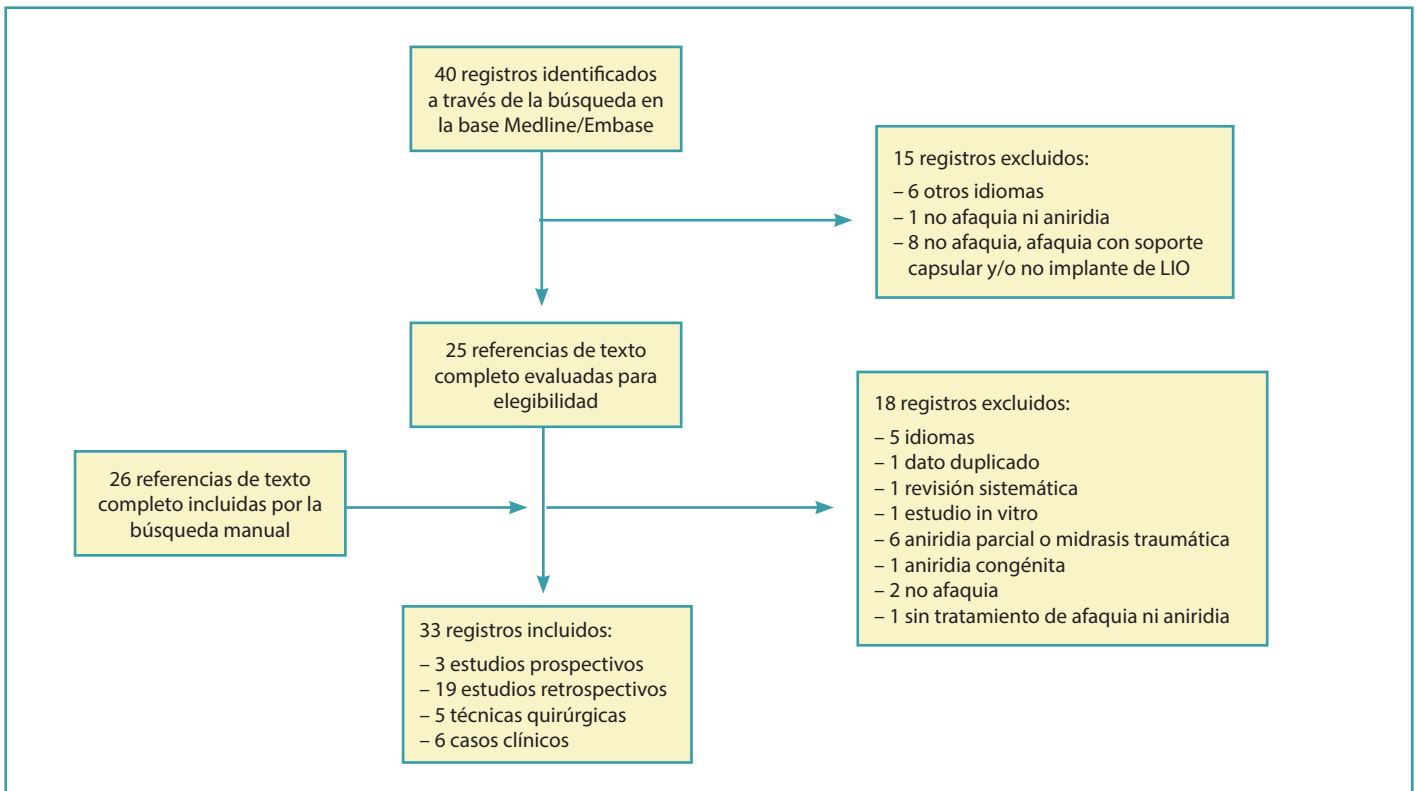 40 registros identificados
a través de la búsqueda en
la base Medline/Embase
15 registros excluidos:
– 6 otros idiomas
– 1 no afaquia ni aniridia
– 8 no afaquia, afaquia con soporte
capsular y/o no implante de LIO
25 referencias de texto
completo evaluadas para
elegibilidad
18 registros excluidos:
– 5 idiomas
– 1 dato duplicado
– 1 revisión sistemática
– 1 estudio in vitro
– 6 aniridia parcial o midrasis traumática
– 1 aniridia congénita
– 2 no afaquia
– 1 sin tratamiento de afaquia ni aniridia
26 referencias de texto
completo incluidas por la
búsqueda manual
33 registros incluidos:
– 3 estudios prospectivos
– 19 estudios retrospectivos
– 5 técnicas quirúrgicas
– 6 casos clínicos